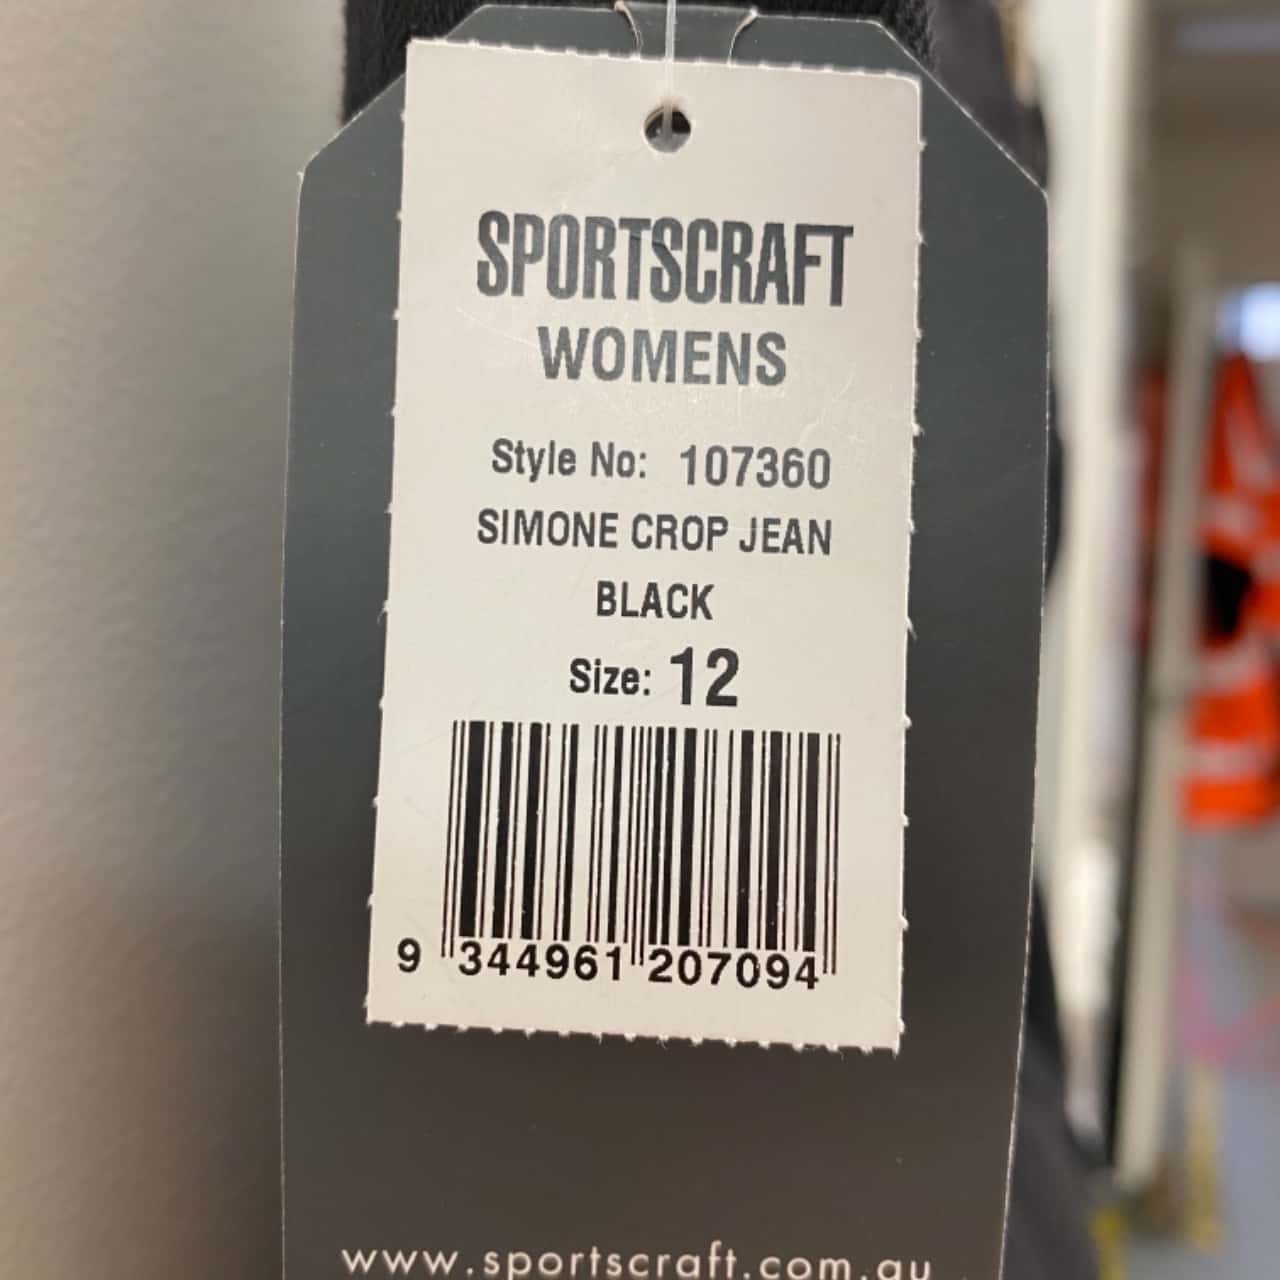 SPORTSCRAFT
WOMENS
Style No: 107360
SIMONE CROP JEAN
BLACK
Size: 12
9 344961 207094
www.sportscraft.com.au